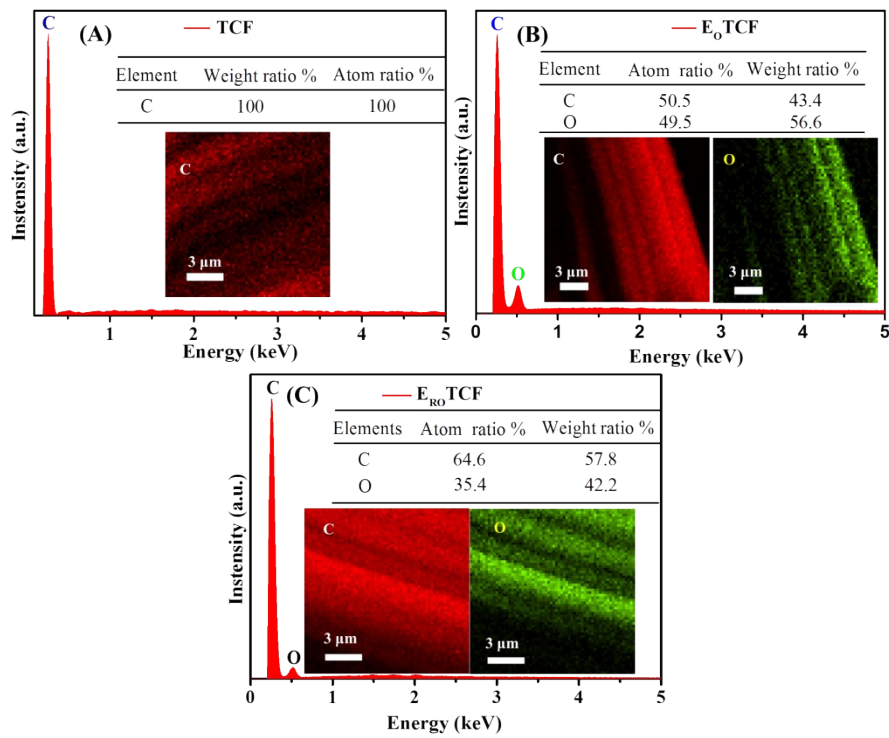 C (A) TCF
Element Weight ratio % Atom ratio %
C 100 100
C
3 μm
Instensity (a.u.)
1 2 3 4 5
Energy (keV)
C (B) E_OTCF
Element Atom ratio % Weight ratio %
C 50.5 43.4
O 49.5 56.6
C O
O
3 μm 3 μm
Instensity (a.u.)
0 1 2 3 4 5
Energy (keV)
C (C) E_ROTCF
Elements Atom ratio % Weight ratio %
C 64.6 57.8
O 35.4 42.2
C O
3 μm 3 μm
O
Instensity (a.u.)
0 1 2 3 4 5
Energy (keV)